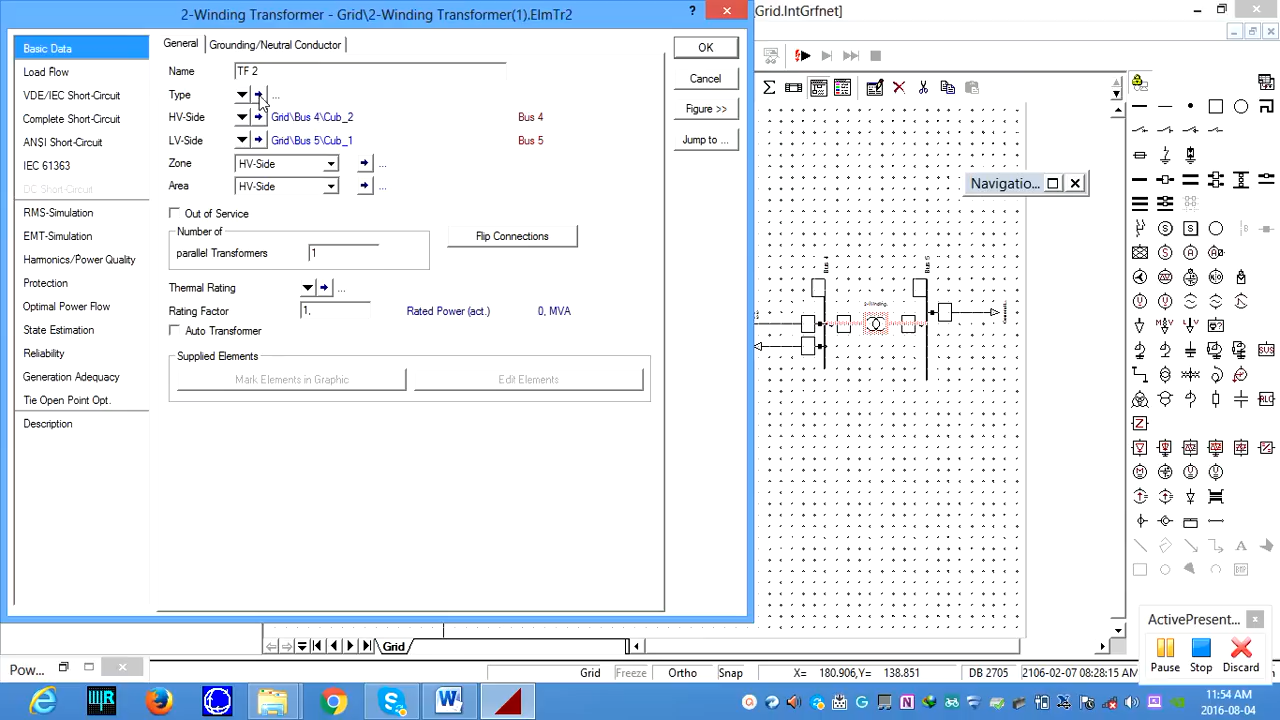 2-Winding Transformer - Grid\2-Winding Transformer(1).ElmTr2
?
Grid.IntGrfnet]
Basic Data
Load Flow
VDE/IEC Short-Circuit
Complete Short-Circuit
ANSI Short-Circuit
IEC 61363
DC Short-Circuit
RMS-Simulation
EMT-Simulation
Harmonics/Power Quality
Protection
Optimal Power Flow
State Estimation
Reliability
Generation Adequacy
Tie Open Point Opt.
Description
General
Grounding/Neutral Conductor
Name TF 2
Type ...
HV-Side Grid\Bus 4\Cub_2 Bus 4
LV-Side Grid\Bus 5\Cub_1 Bus 5
Zone HV-Side ...
Area HV-Side ...
Out of Service
Number of
parallel Transformers 1
Flip Connections
Thermal Rating ...
Rating Factor 1. Rated Power (act.) 0, MVA
Auto Transformer
Supplied Elements
Mark Elements in Graphic
Edit Elements
OK
Cancel
Figure >>
Jump to ...
Navigatio...
Bus 5
2-Winding..
Grid
ActivePresent...
Pause
Stop
Discard
Pow...
Grid
Freeze
Ortho
Snap
X= 180.906,Y= 138.851
DB 2705
2106-02-07 08:28:15 AM
11:54 AM
2016-08-04